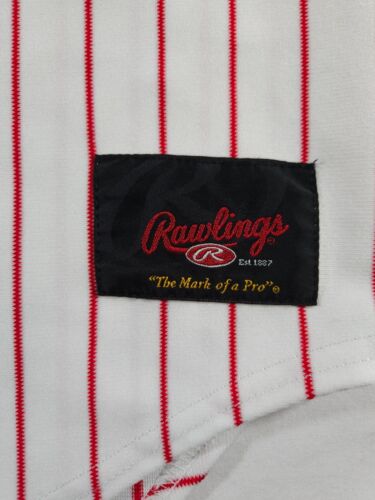 Rawlings®
R
Est 1887
"The Mark of a Pro"®